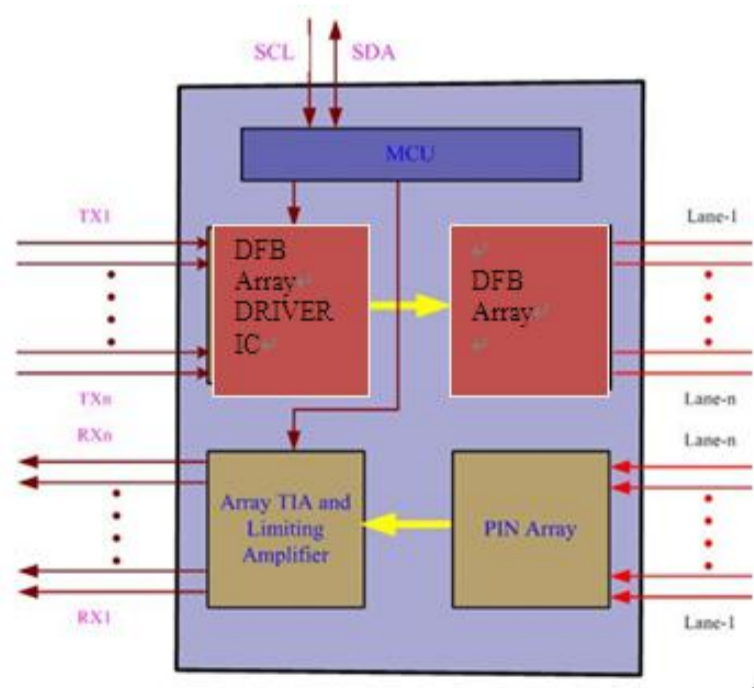 SCL SDA
MCU
TX1
Lane-1
DFB
Array↵
DRIVER
IC↵
↵
DFB
Array↵
↵
TXn
Lane-n
RXn
Lane-n
Array TIA and
Limiting
Amplifier
PIN Array
RX1
Lane-1